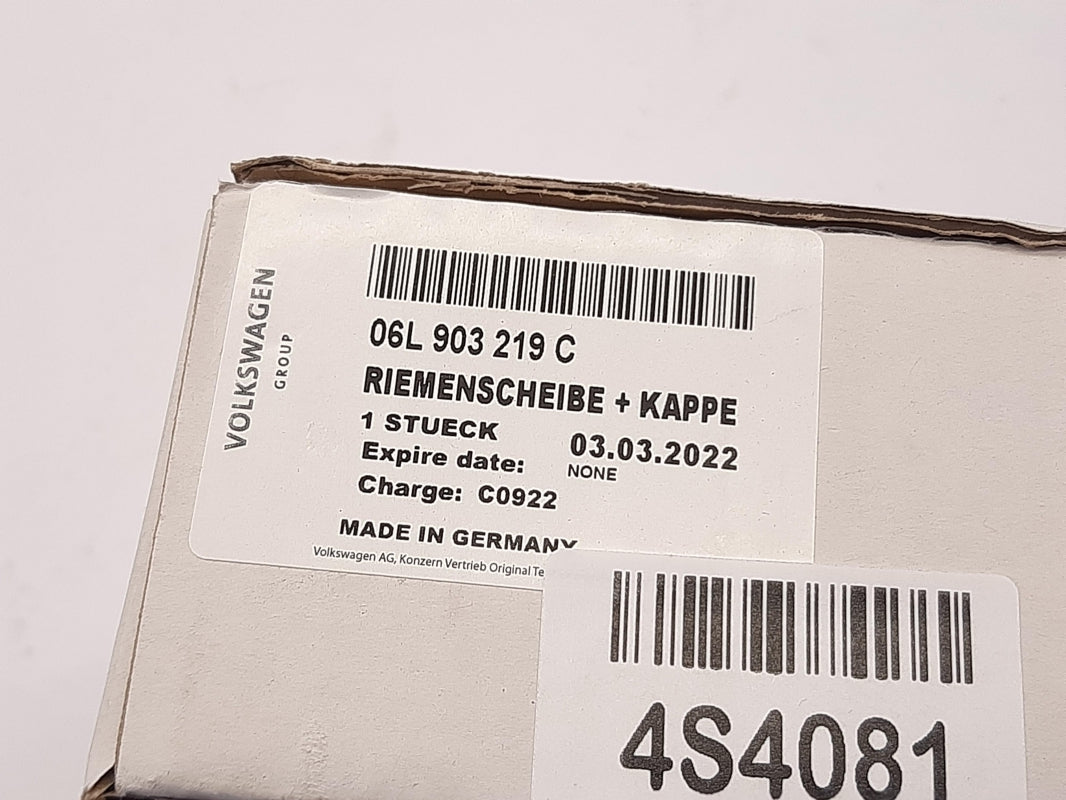 VOLKSWAGEN
GROUP
06L 903 219 C
RIEMENSCHEIBE + KAPPE
1 STUECK 03.03.2022
Expire date: NONE
Charge: C0922
MADE IN GERMANY
Volkswagen AG, Konzern Vertrieb Original Te
4S4081